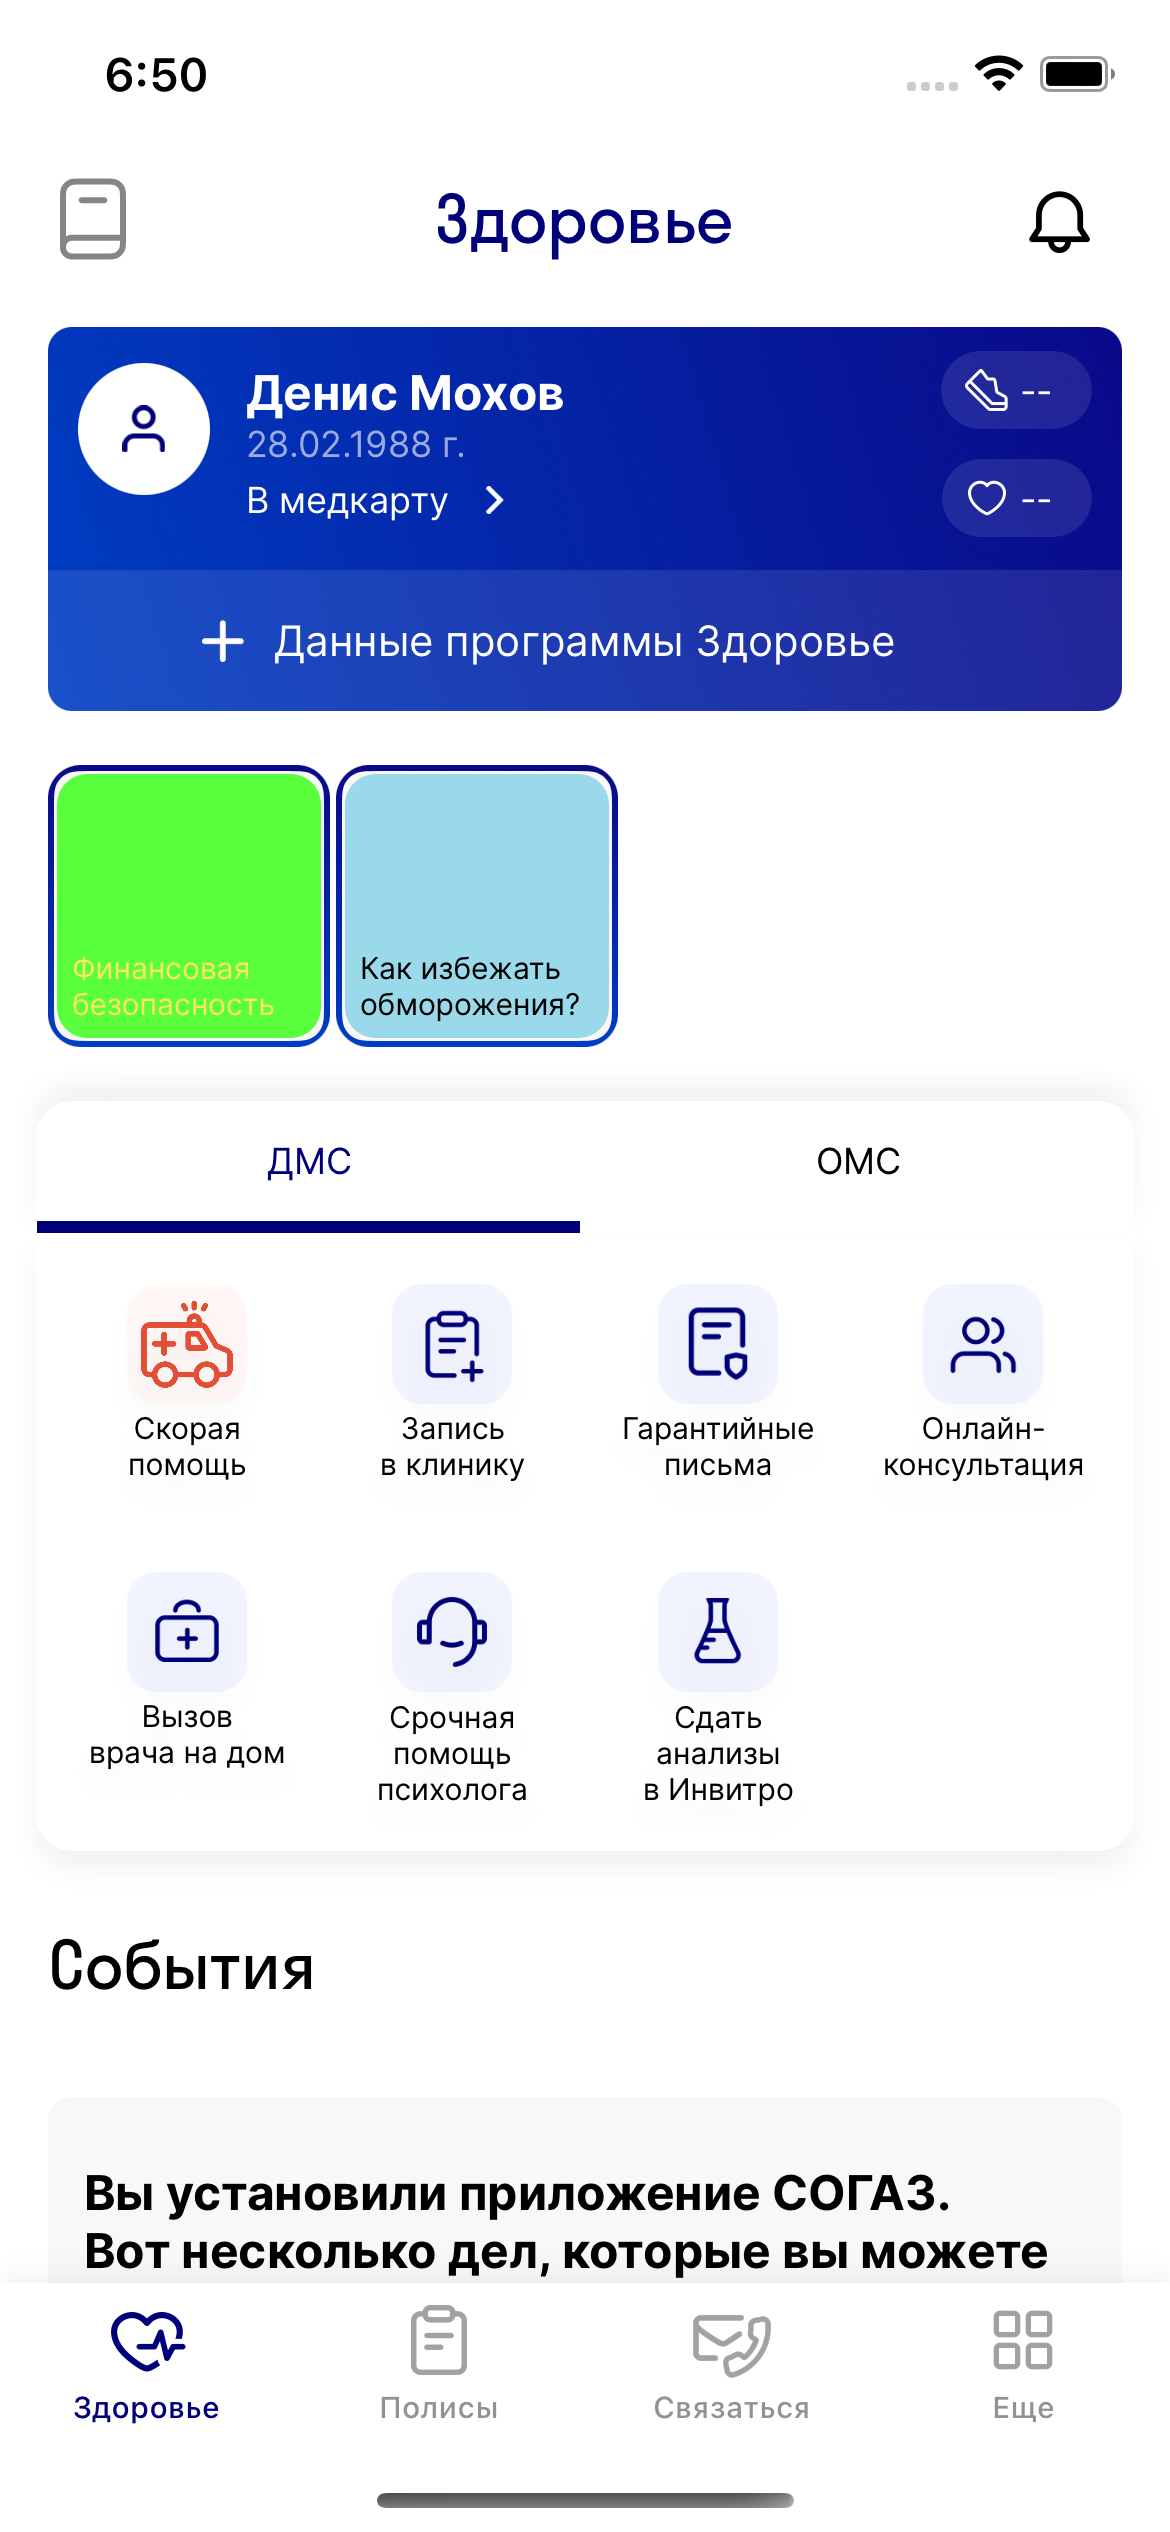 6:50
Здоровье
Денис Мохов
28.02.1988 г.
В медкарту
--
--
Данные программы Здоровье
Финансовая
безопасность
Как избежать
обморожения?
ДМС
ОМС
Скорая
помощь
Запись
в клинику
Гарантийные
письма
Онлайн-
консультация
Вызов
врача на дом
Срочная
помощь
психолога
Сдать
анализы
в Инвитро
События
Вы установили приложение СОГАЗ.
Вот несколько дел, которые вы можете
Здоровье
Полисы
Связаться
Еще